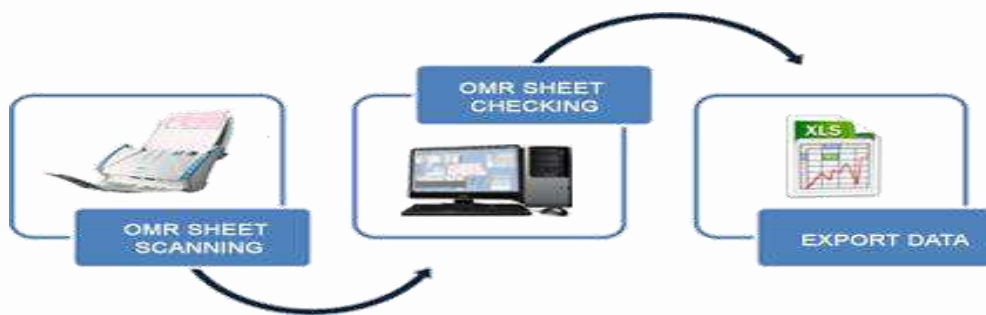 OMR SHEET
SCANNING
OMR SHEET
CHECKING
XLS
EXPORT DATA